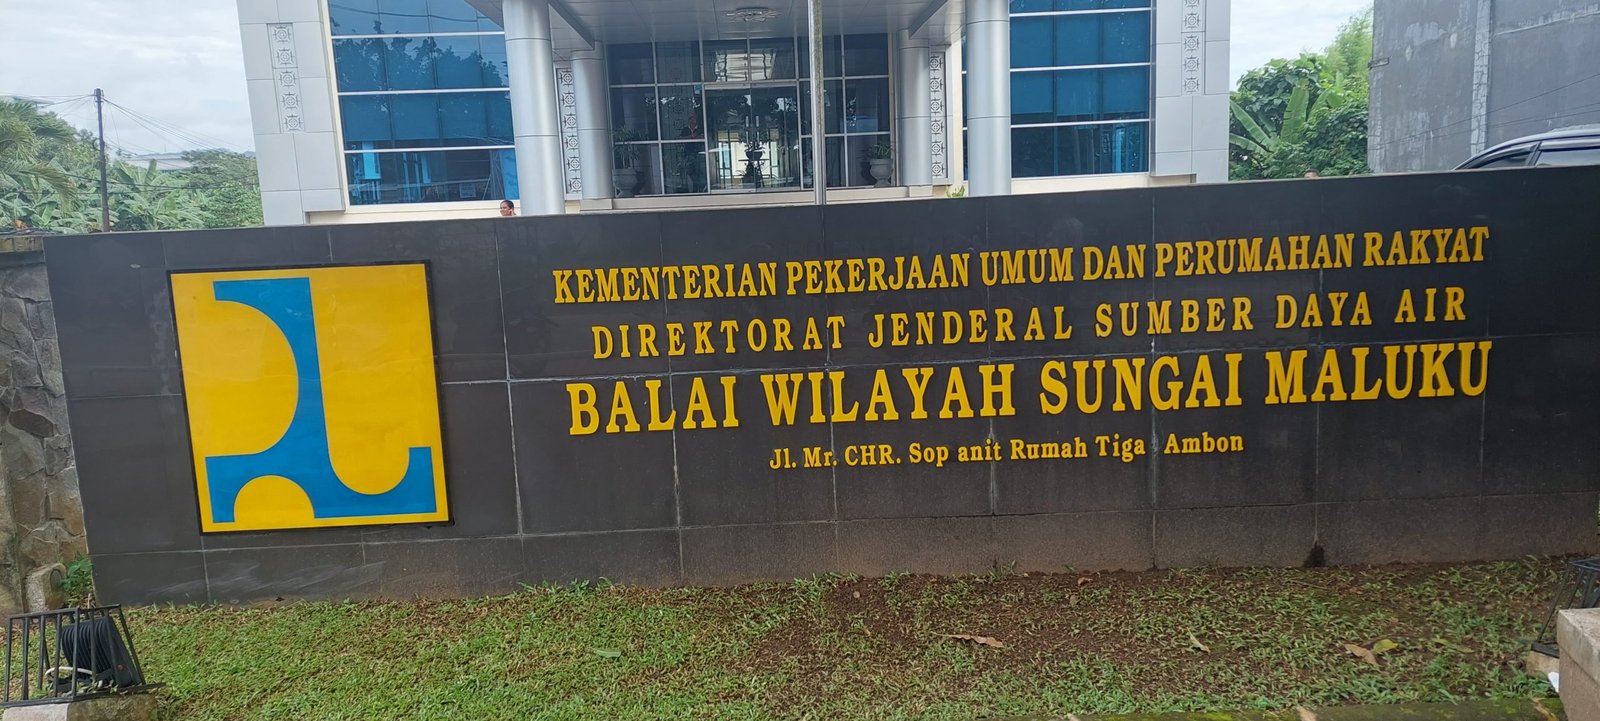 KEMENTERIAN PEKERJAAN UMUM DAN PERUMAHAN RAKYAT
DIREKTORAT JENDERAL SUMBER DAYA AIR
BALAI WILAYAH SUNGAI MALUKU
Jl. Mr. CHR. Sop anit Rumah Tiga Ambon